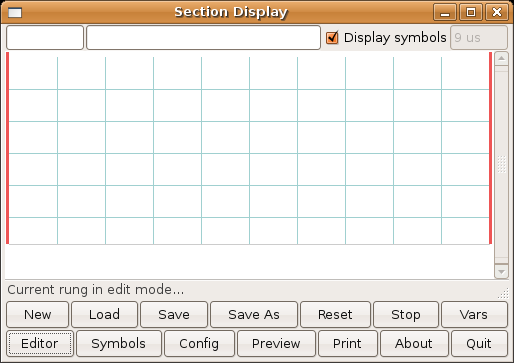 Section Display
Display symbols 9 us
Current rung in edit mode...
New Load Save Save As Reset Stop Vars
Editor Symbols Config Preview Print About Quit